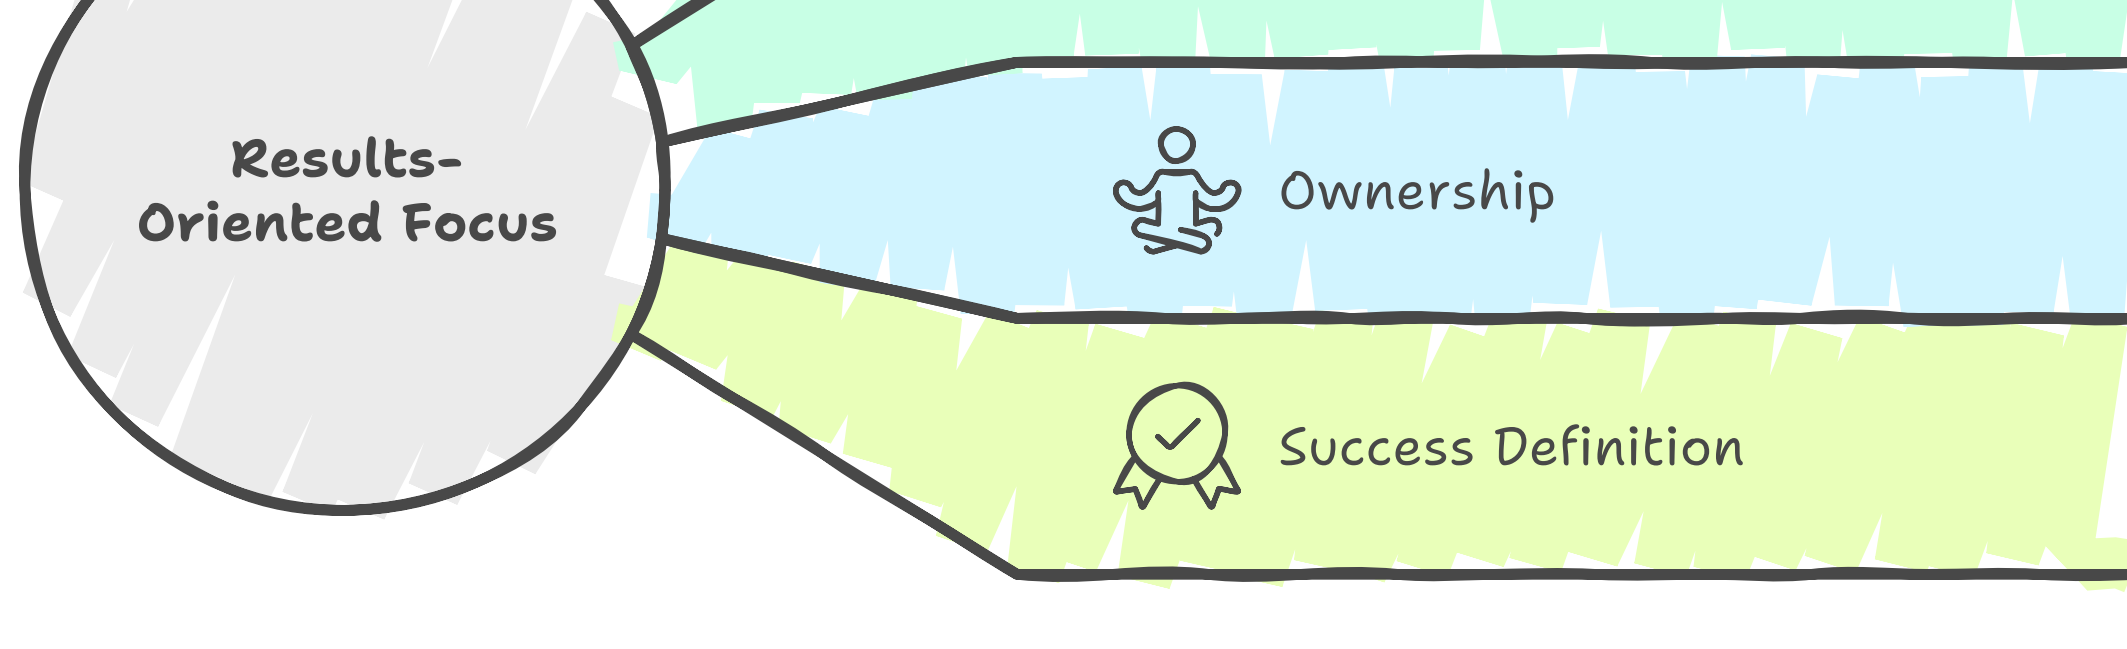 Results-
Oriented Focus
Ownership
Success Definition